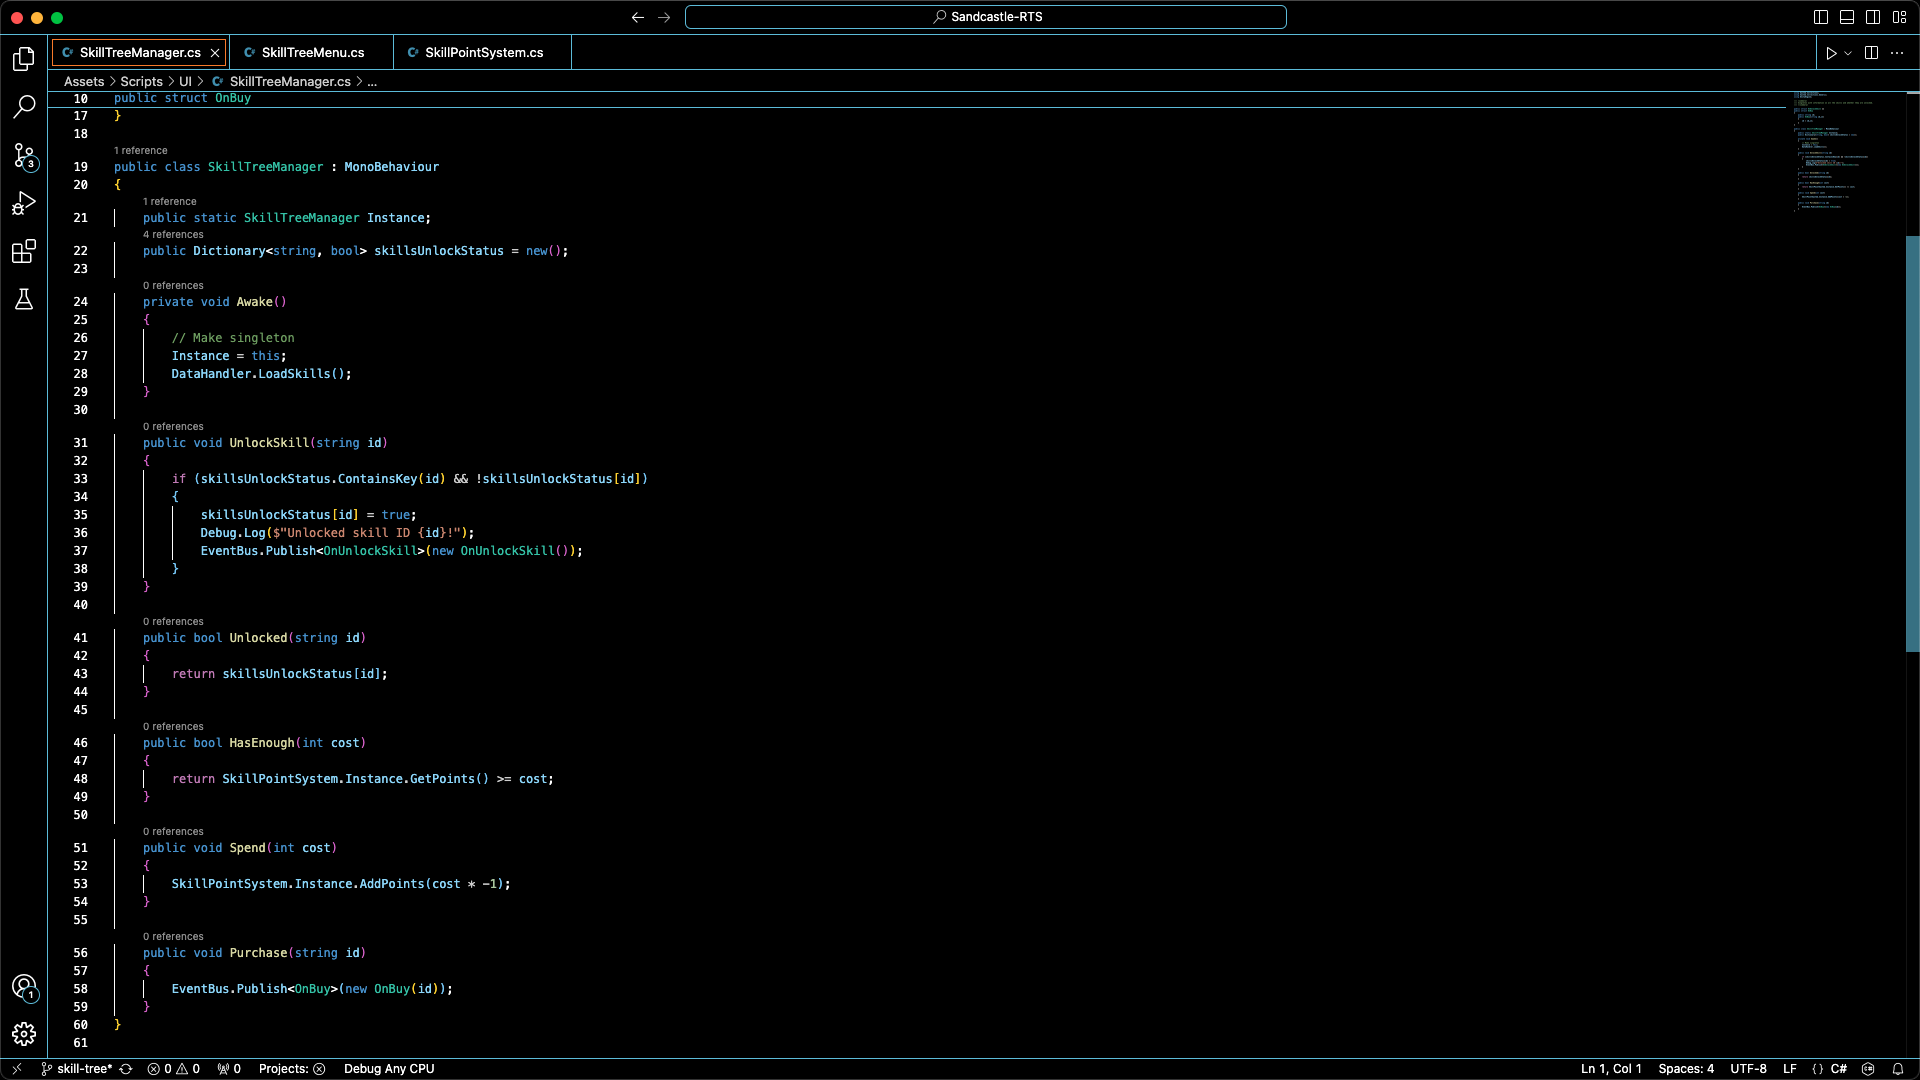 Sandcastle-RTS
SkillTreeManager.cs
SkillTreeMenu.cs
SkillPointSystem.cs
Assets > Scripts > UI > SkillTreeManager.cs > ...
10 public struct OnBuy
17 }
18
1 reference
19 public class SkillTreeManager : MonoBehaviour
20 {
1 reference
21 public static SkillTreeManager Instance;
4 references
22 public Dictionary<string, bool> skillsUnlockStatus = new();
23
0 references
24 private void Awake()
25 {
26 // Make singleton
27 Instance = this;
28 DataHandler.LoadSkills();
29 }
30
0 references
31 public void UnlockSkill(string id)
32 {
33 if (skillsUnlockStatus.ContainsKey(id) && !skillsUnlockStatus[id])
34 {
35 skillsUnlockStatus[id] = true;
36 Debug.Log($"Unlocked skill ID {id}!");
37 EventBus.Publish<OnUnlockSkill>(new OnUnlockSkill());
38 }
39 }
40
0 references
41 public bool Unlocked(string id)
42 {
43 return skillsUnlockStatus[id];
44 }
45
0 references
46 public bool HasEnough(int cost)
47 {
48 return SkillPointSystem.Instance.GetPoints() >= cost;
49 }
50
0 references
51 public void Spend(int cost)
52 {
53 SkillPointSystem.Instance.AddPoints(cost * -1);
54 }
55
0 references
56 public void Purchase(string id)
57 {
58 EventBus.Publish<OnBuy>(new OnBuy(id));
59 }
60 }
61
3
1
skill-tree* 0 0 0 Projects: Debug Any CPU Ln 1, Col 1 Spaces: 4 UTF-8 LF {} C#